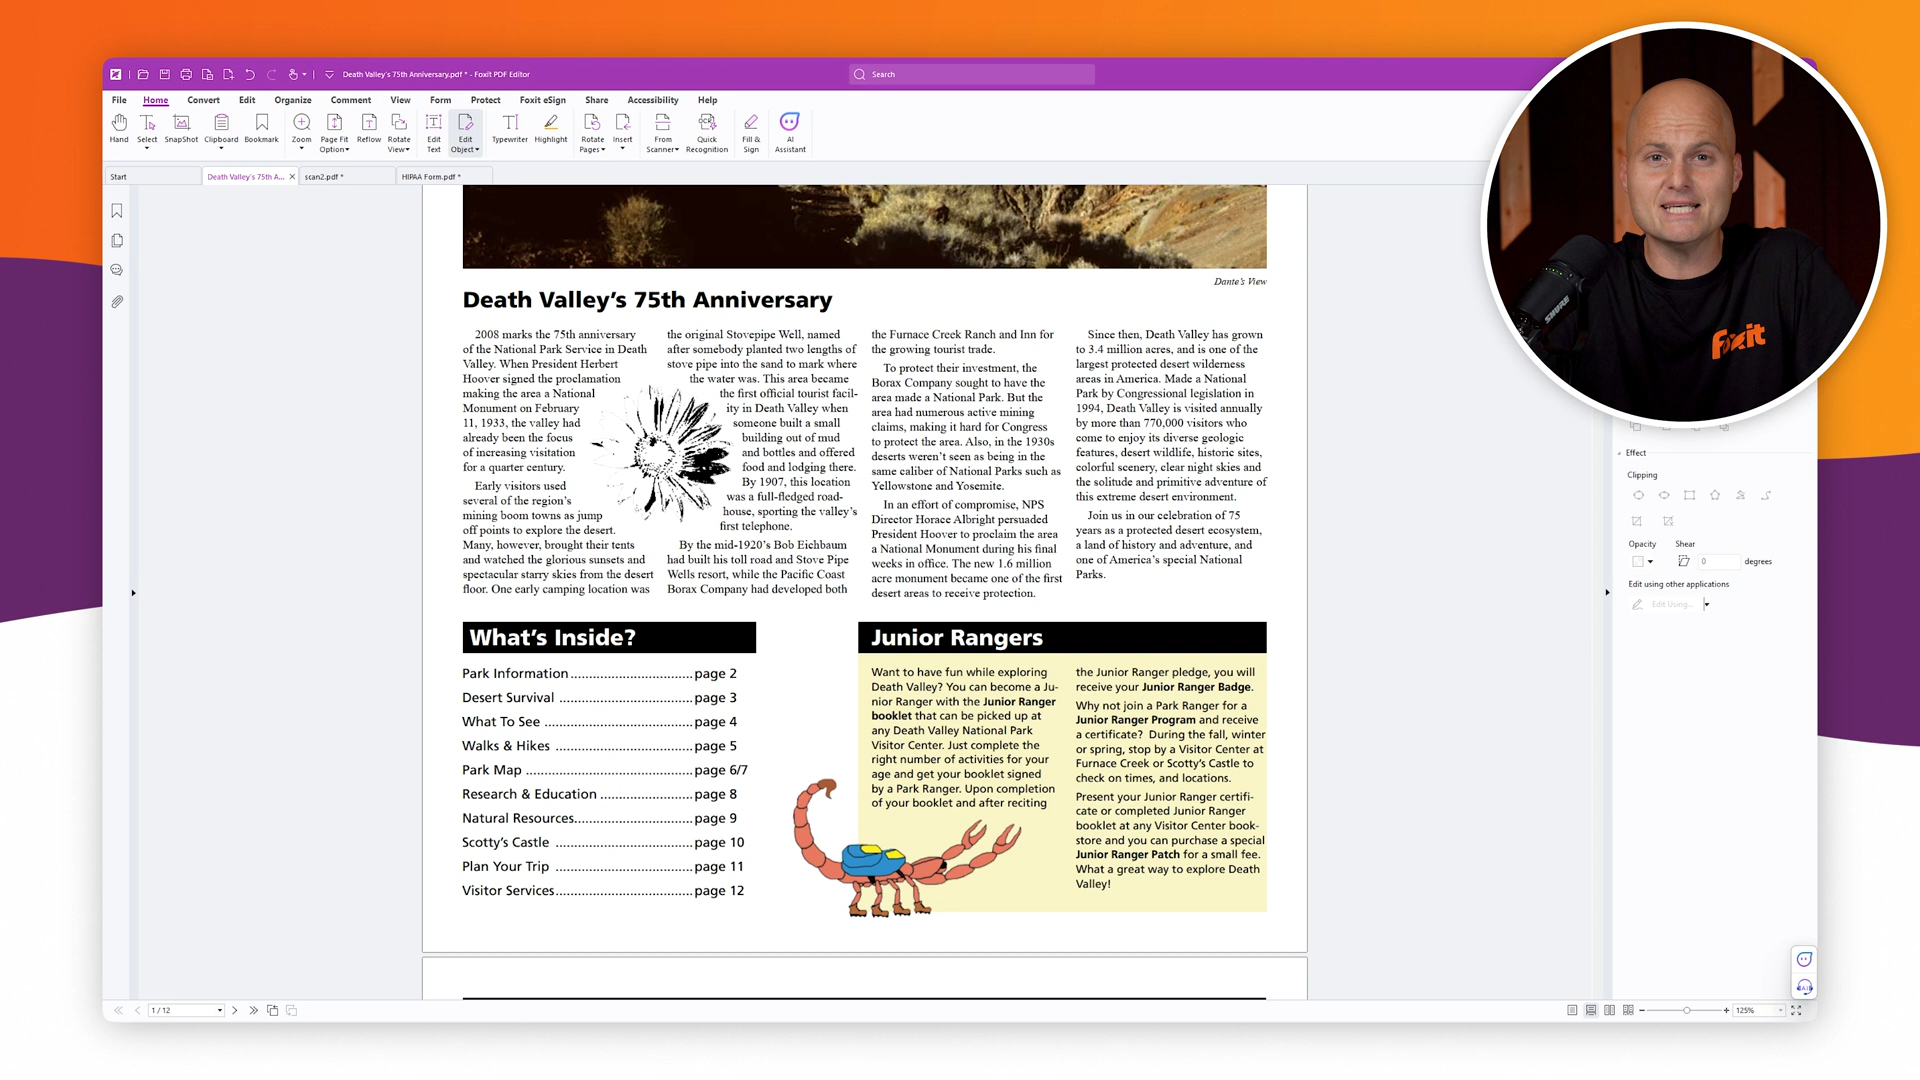 Death Valley's 75th Anniversary.pdf * - Foxit PDF Editor
Search
File Home Convert Edit Organize Comment View Form Protect Foxit eSign Share Accessibility Help
Hand
Select
SnapShot
Clipboard
Bookmark
Zoom
Page Fit Option
Reflow
Rotate View
Edit Text
Edit Object
Typewriter
Highlight
Rotate Pages
Insert
From Scanner
OCR
Quick Recognition
Fill & Sign
AI Assistant
Start
Death Valley's 75th A...
scan2.pdf *
HIPAA Form.pdf *
Dante's View
Death Valley's 75th Anniversary
2008 marks the 75th anniversary
of the National Park Service in Death
Valley. When President Herbert
Hoover signed the proclamation
making the area a National
Monument on February
11, 1933, the valley had
already been the focus
of increasing visitation
for a quarter century.
Early visitors used
several of the region's
mining boom towns as jump
off points to explore the desert.
Many, however, brought their tents
and watched the glorious sunsets and
spectacular starry skies from the desert
floor. One early camping location was
the original Stovepipe Well, named
after somebody planted two lengths of
stove pipe into the sand to mark where
the water was. This area became
the first official tourist facil-
ity in Death Valley when
someone built a small
building out of mud
and bottles and offered
food and lodging there.
By 1907, this location
was a full-fledged road-
house, sporting the valley's
first telephone.
By the mid-1920's Bob Eichbaum
had built his toll road and Stove Pipe
Wells resort, while the Pacific Coast
Borax Company had developed both
the Furnace Creek Ranch and Inn for
the growing tourist trade.
To protect their investment, the
Borax Company sought to have the
area made a National Park. But the
area had numerous active mining
claims, making it hard for Congress
to protect the area. Also, in the 1930s
deserts weren't seen as being in the
same caliber of National Parks such as
Yellowstone and Yosemite.
In an effort of compromise, NPS
Director Horace Albright persuaded
President Hoover to proclaim the area
a National Monument during his final
weeks in office. The new 1.6 million
acre monument became one of the first
desert areas to receive protection.
Since then, Death Valley has grown
to 3.4 million acres, and is one of the
largest protected desert wilderness
areas in America. Made a National
Park by Congressional legislation in
1994, Death Valley is visited annually
by more than 770,000 visitors who
come to enjoy its diverse geologic
features, desert wildlife, historic sites,
colorful scenery, clear night skies and
the solitude and primitive adventure of
this extreme desert environment.
Join us in our celebration of 75
years as a protected desert ecosystem,
a land of history and adventure, and
one of America's special National
Parks.
What's Inside?
Park Information............................... page 2
Desert Survival .................................. page 3
What To See ...................................... page 4
Walks & Hikes ................................... page 5
Park Map .......................................... page 6/7
Research & Education ........................ page 8
Natural Resources.............................. page 9
Scotty's Castle ................................... page 10
Plan Your Trip .................................... page 11
Visitor Services................................... page 12
Junior Rangers
Want to have fun while exploring
Death Valley? You can become a Ju-
nior Ranger with the Junior Ranger
booklet that can be picked up at
any Death Valley National Park
Visitor Center. Just complete the
right number of activities for your
age and get your booklet signed
by a Park Ranger. Upon completion
of your booklet and after reciting
the Junior Ranger pledge, you will
receive your Junior Ranger Badge.
Why not join a Park Ranger for a
Junior Ranger Program and receive
a certificate? During the fall, winter
or spring, stop by a Visitor Center at
Furnace Creek or Scotty's Castle to
check on times, and locations.
Present your Junior Ranger certifi-
cate or completed Junior Ranger
booklet at any Visitor Center book-
store and you can purchase a special
Junior Ranger Patch for a small fee.
What a great way to explore Death
Valley!
SHURE
Foxit
Effect
Clipping
Opacity Shear
0 degrees
Edit using other applications
Edit Using...
1 / 12
125%